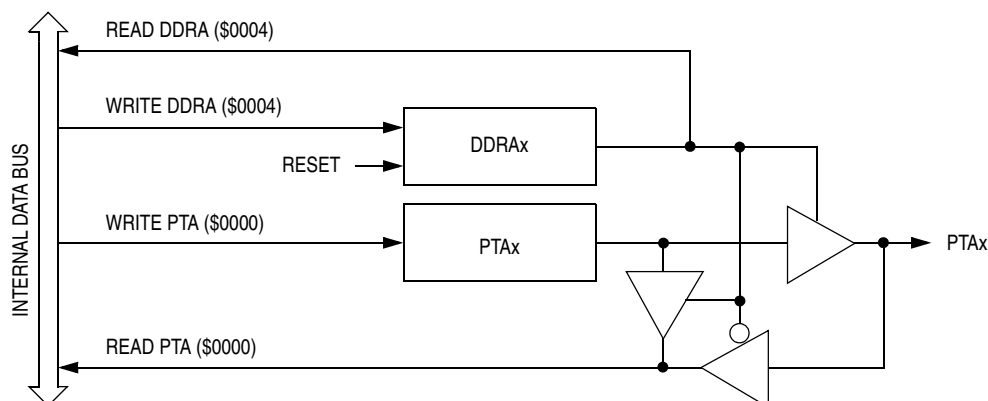 READ DDRA ($0004)
WRITE DDRA ($0004)
DDRAx
RESET
INTERNAL DATA BUS
WRITE PTA ($0000)
PTAx
PTAx
READ PTA ($0000)